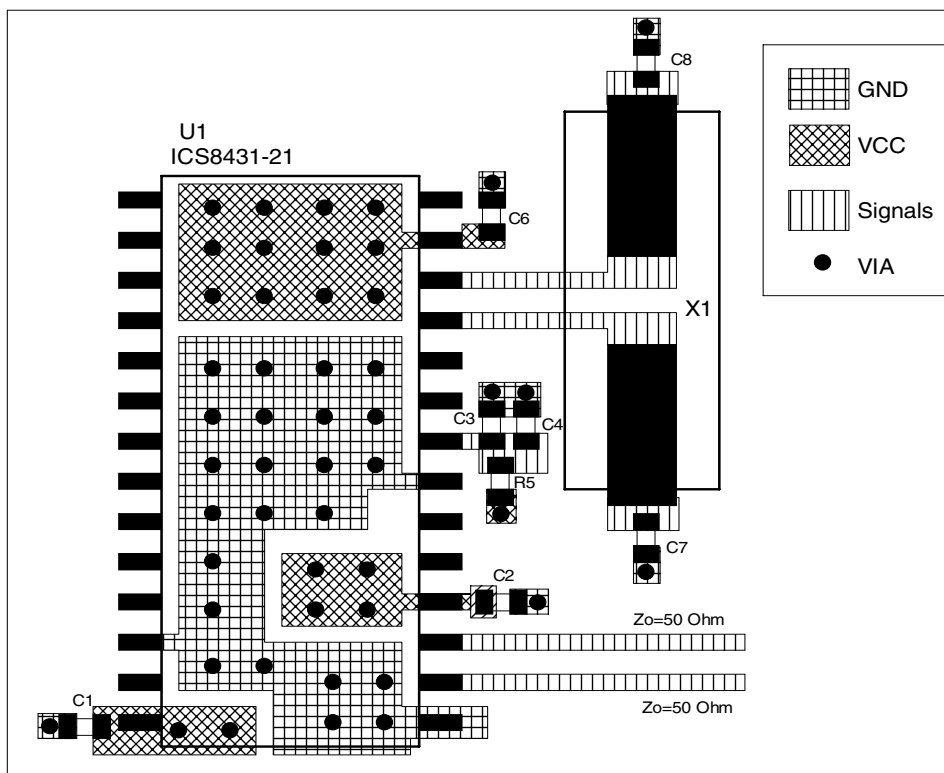 C8
GND
U1
ICS8431-21
VCC
C6
Signals
VIA
X1
C3
C4
R5
C7
C2
Zo=50 Ohm
Zo=50 Ohm
C1